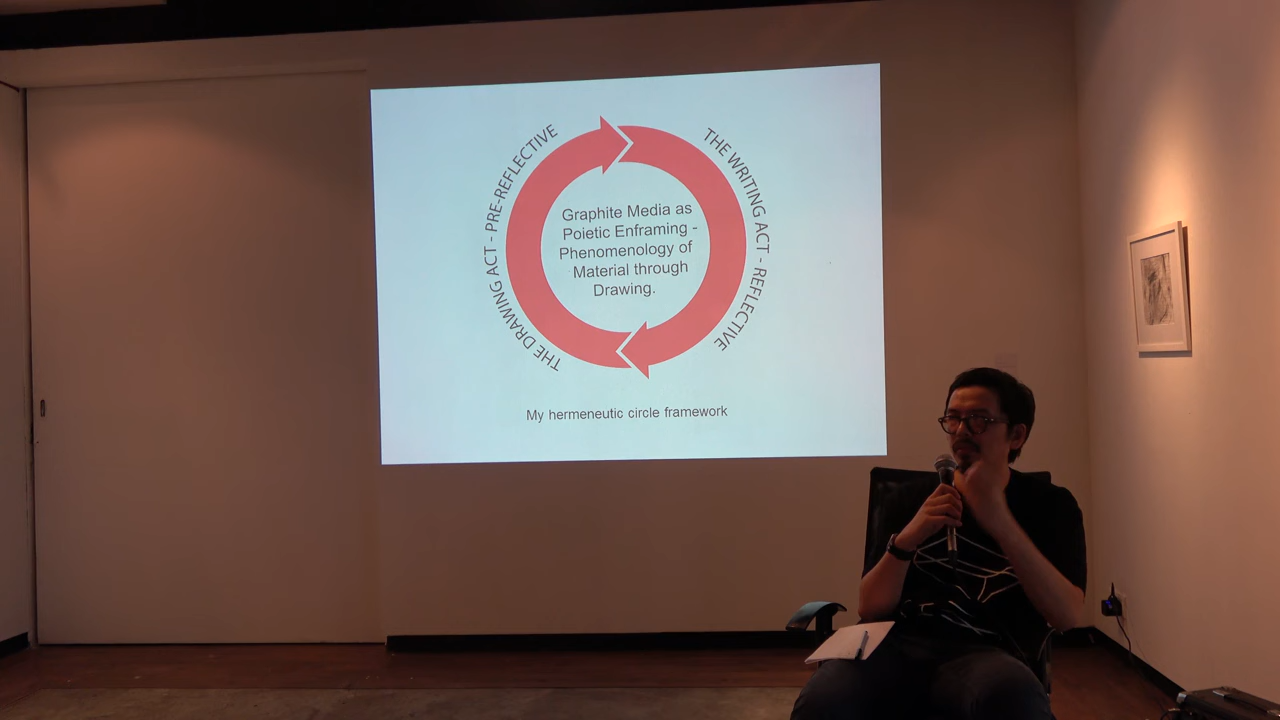 THE DRAWING ACT - PRE-REFLECTIVE
THE WRITING ACT - REFLECTIVE
Graphite Media as
Poietic Enframing -
Phenomenology of
Material through
Drawing.
My hermeneutic circle framework